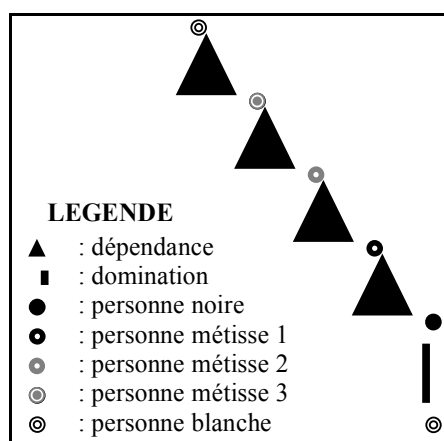 LEGENDE
: dépendance
: domination
: personne noire
: personne métisse 1
: personne métisse 2
: personne métisse 3
: personne blanche